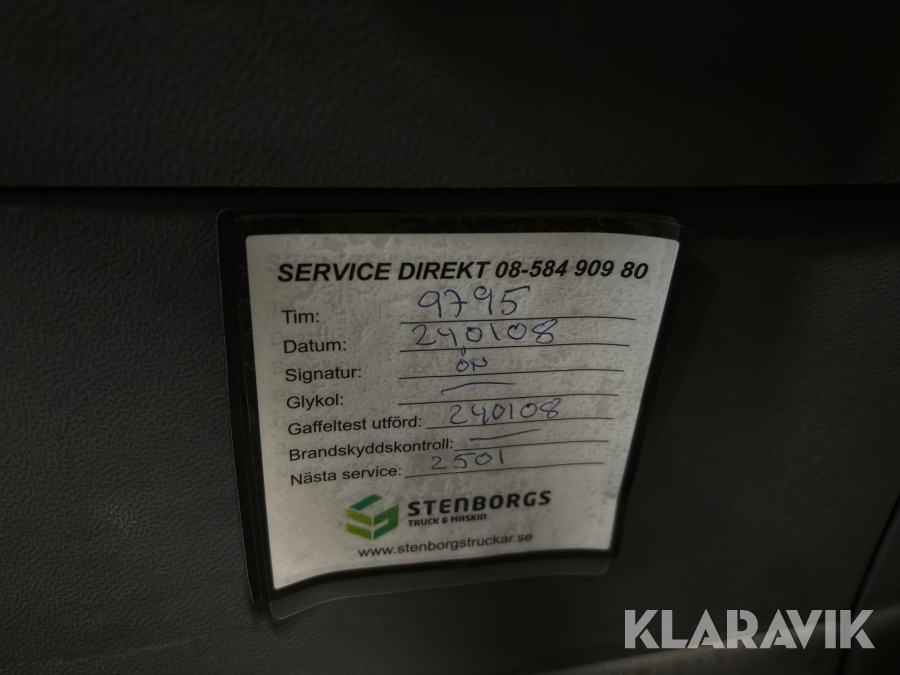 SERVICE DIREKT 08-584 909 80
Tim: 9795
Datum: 240108
Signatur: ÖN
Glykol: —
Gaffeltest utförd: 240108
Brandskyddskontroll: —
Nästa service: 2501
STENBORGS
TRUCK & MASKIN
www.stenborgstruckar.se
KLARAVIK